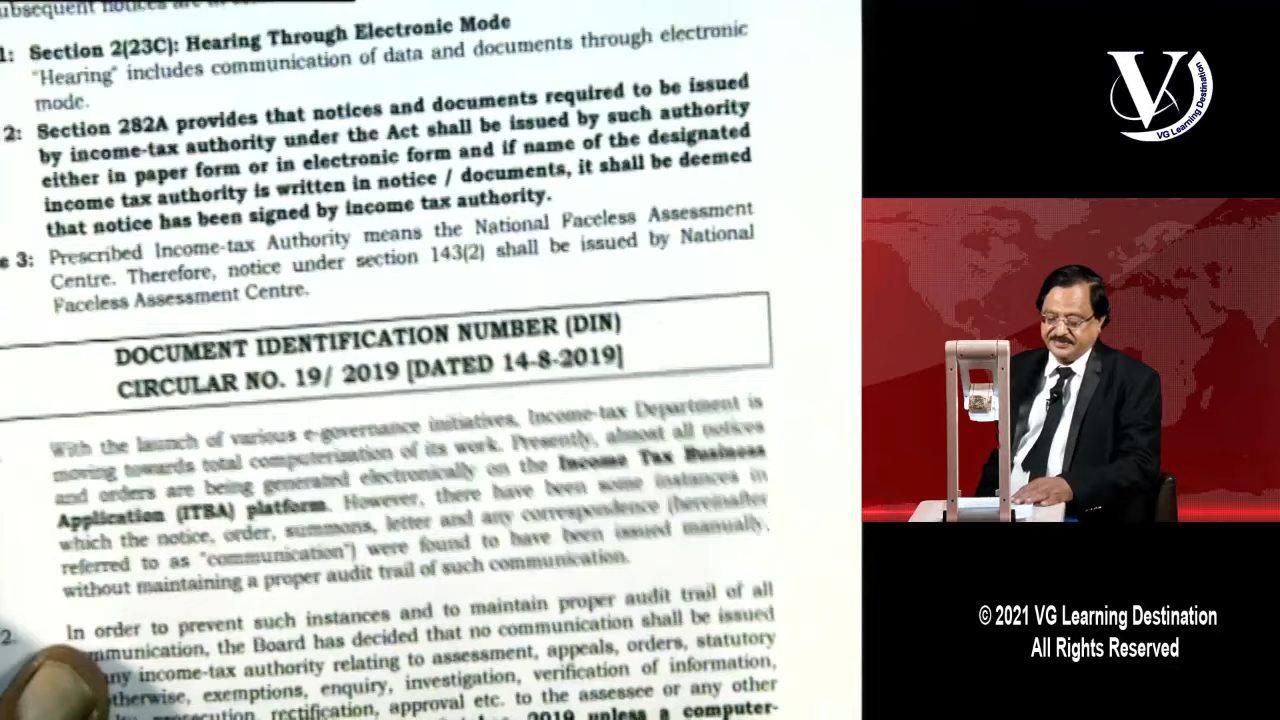 ubsequent notices are
1: Section 2(23C): Hearing Through Electronic Mode
"Hearing" includes communication of data and documents through electronic
mode.
2: Section 282A provides that notices and documents required to be issued
by income-tax authority under the Act shall be issued by such authority
either in paper form or in electronic form and if name of the designated
income tax authority is written in notice / documents, it shall be deemed
that notice has been signed by income tax authority.
e 3: Prescribed Income-tax Authority means the National Faceless Assessment
Centre. Therefore, notice under section 143(2) shall be issued by National
Faceless Assessment Centre.
DOCUMENT IDENTIFICATION NUMBER (DIN)
CIRCULAR NO. 19/ 2019 [DATED 14-8-2019]
With the launch of various e-governance initiatives, Income-tax Department is
moving towards total computerization of its work. Presently, almost all notices
and orders are being generated electronically on the Income Tax Business
Application (ITBA) platform. However, there have been some instances in
which the notice, order, summons, letter and any correspondence (hereinafter
referred to as "communication") were found to have been issued manually,
without maintaining a proper audit trail of such communication.
2. In order to prevent such instances and to maintain proper audit trail of all
mmunication, the Board has decided that no communication shall be issued
ny income-tax authority relating to assessment, appeals, orders, statutory
therwise, exemptions, enquiry, investigation, verification of information,
prosecution, rectification, approval etc. to the assessee or any other
2019 unless a computer-
V
VG Learning Destination
© 2021 VG Learning Destination
All Rights Reserved